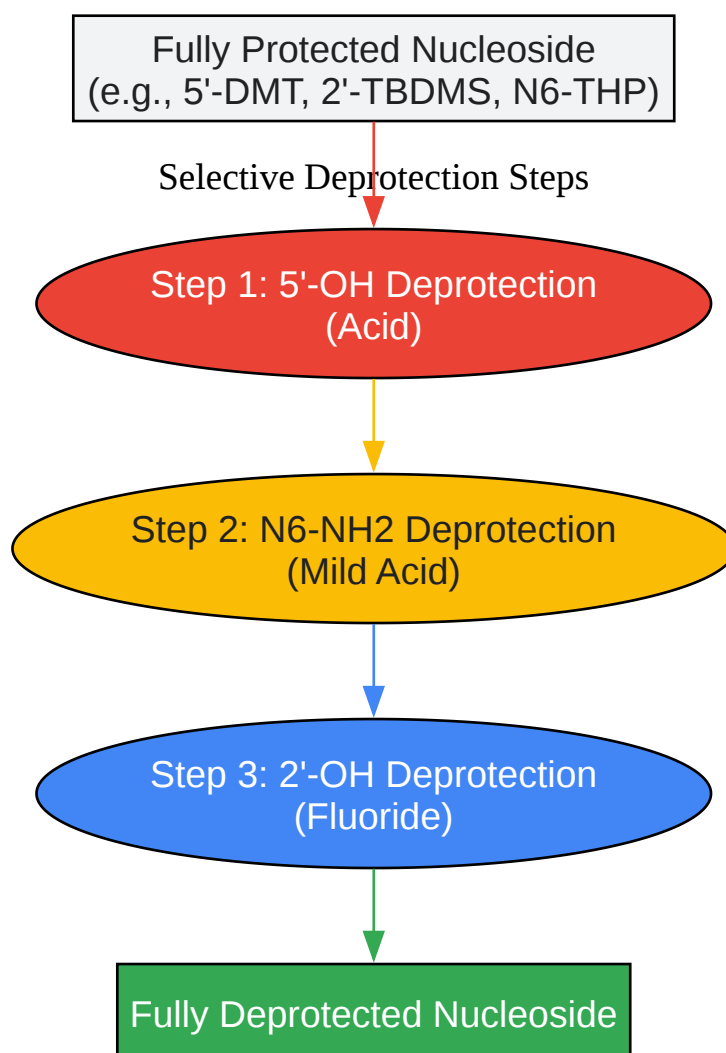 Fully Protected Nucleoside
(e.g., 5'-DMT, 2'-TBDMS, N6-THP)
Selective Deprotection Steps
Step 1: 5'-OH Deprotection
(Acid)
Step 2: N6-NH2 Deprotection
(Mild Acid)
Step 3: 2'-OH Deprotection
(Fluoride)
Fully Deprotected Nucleoside